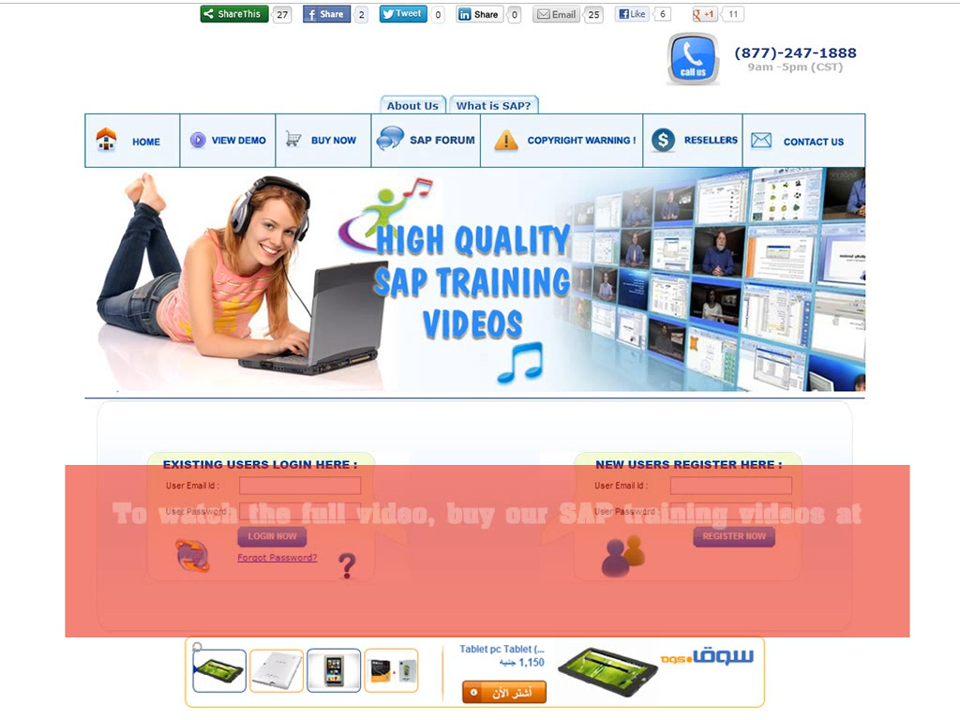 ShareThis 27 Share 2 Tweet 0 Share 0 Email 25 Like 6 +1 11
(877)-247-1888
call us 9am -5pm (CST)
About Us What is SAP?
HOME VIEW DEMO BUY NOW SAP FORUM COPYRIGHT WARNING ! RESELLERS CONTACT US
HIGH QUALITY
SAP TRAINING
VIDEOS
EXISTING USERS LOGIN HERE : NEW USERS REGISTER HERE :
User Email Id : User Email Id :
To watch the full video, buy our SAP training videos at
User Password : User Password :
LOGIN NOW REGISTER NOW
Forgot Password?
Tablet pc Tablet (...
1,150 جنية
أشتر الأن
سوق.com